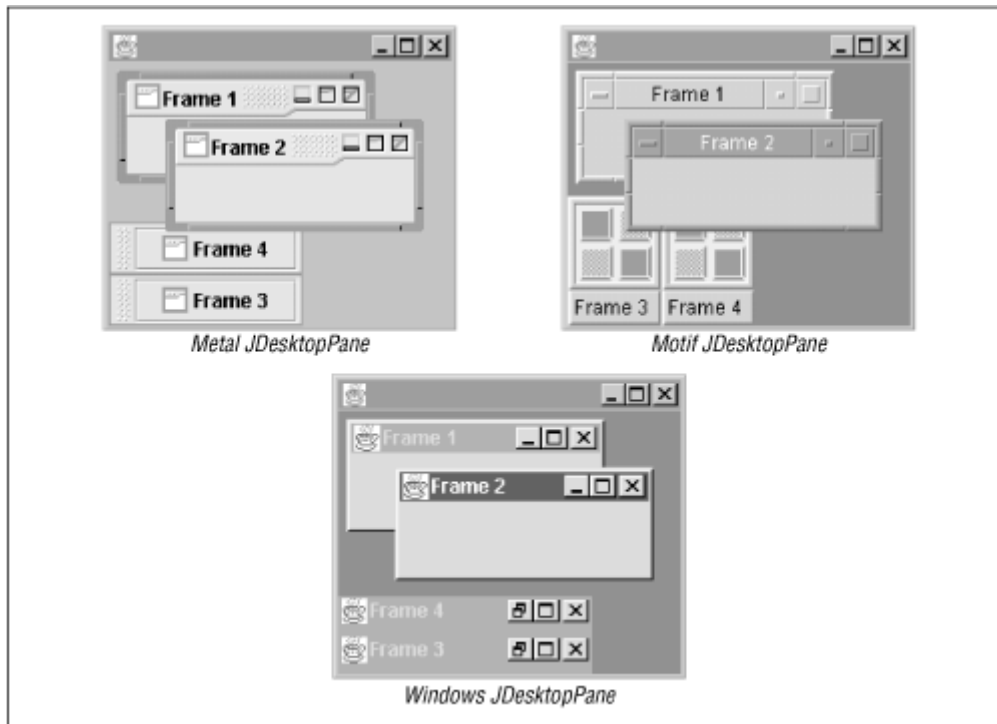 Frame 1
Frame 2
Frame 4
Frame 3
Metal JDesktopPane
Frame 1
Frame 2
Frame 3 Frame 4
Motif JDesktopPane
Frame 1
Frame 2
Frame 4
Frame 3
Windows JDesktopPane